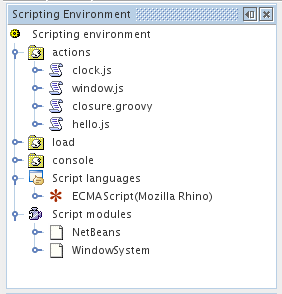 Scripting Environment
Scripting environment
actions
clock.js
window.js
closure.groovy
hello.js
load
console
Script languages
ECMAScript(Mozilla Rhino)
Script modules
NetBeans
WindowSystem